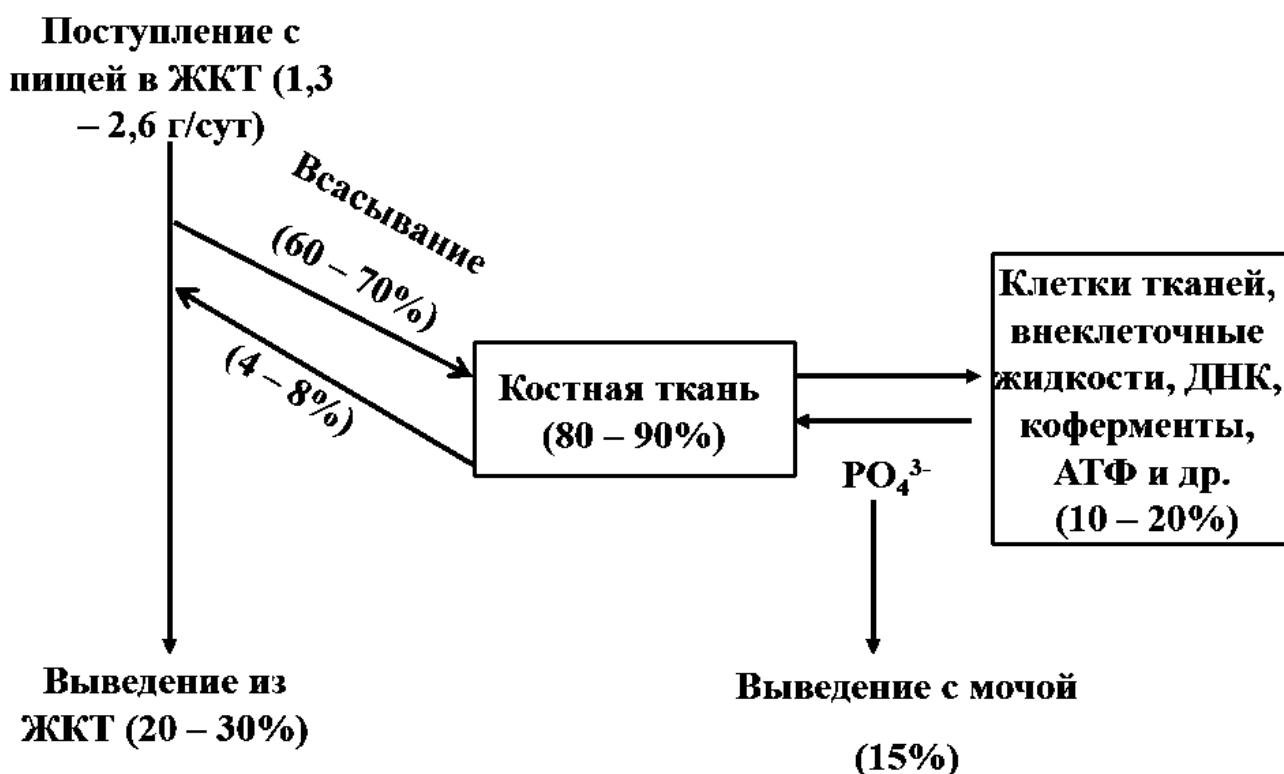 Поступление с
пищей в ЖКТ (1,3
– 2,6 г/сут)
Всасывание
(60 – 70%)
(4 – 8%)
Костная ткань
(80 – 90%)
Клетки тканей,
внеклеточные
жидкости, ДНК,
коферменты,
АТФ и др.
(10 – 20%)
PO₄³⁻
Выведение из
ЖКТ (20 – 30%)
Выведение с мочой
(15%)